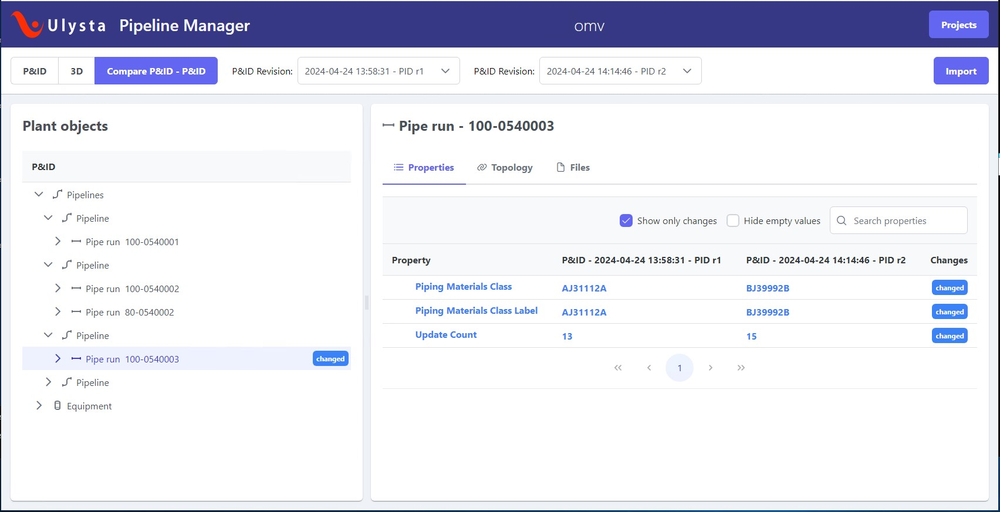 Ulysta Pipeline Manager omv Projects
P&ID 3D Compare P&ID - P&ID P&ID Revision: 2024-04-24 13:58:31 - PID r1 P&ID Revision: 2024-04-24 14:14:46 - PID r2 Import
Plant objects
P&ID
Pipelines
Pipeline
Pipe run 100-0540001
Pipeline
Pipe run 100-0540002
Pipe run 80-0540002
Pipeline
Pipe run 100-0540003 changed
Pipeline
Equipment
Pipe run - 100-0540003
Properties Topology Files
Show only changes Hide empty values Search properties
Property P&ID - 2024-04-24 13:58:31 - PID r1 P&ID - 2024-04-24 14:14:46 - PID r2 Changes
Piping Materials Class AJ31112A BJ39992B changed
Piping Materials Class Label AJ31112A BJ39992B changed
Update Count 13 15 changed
1